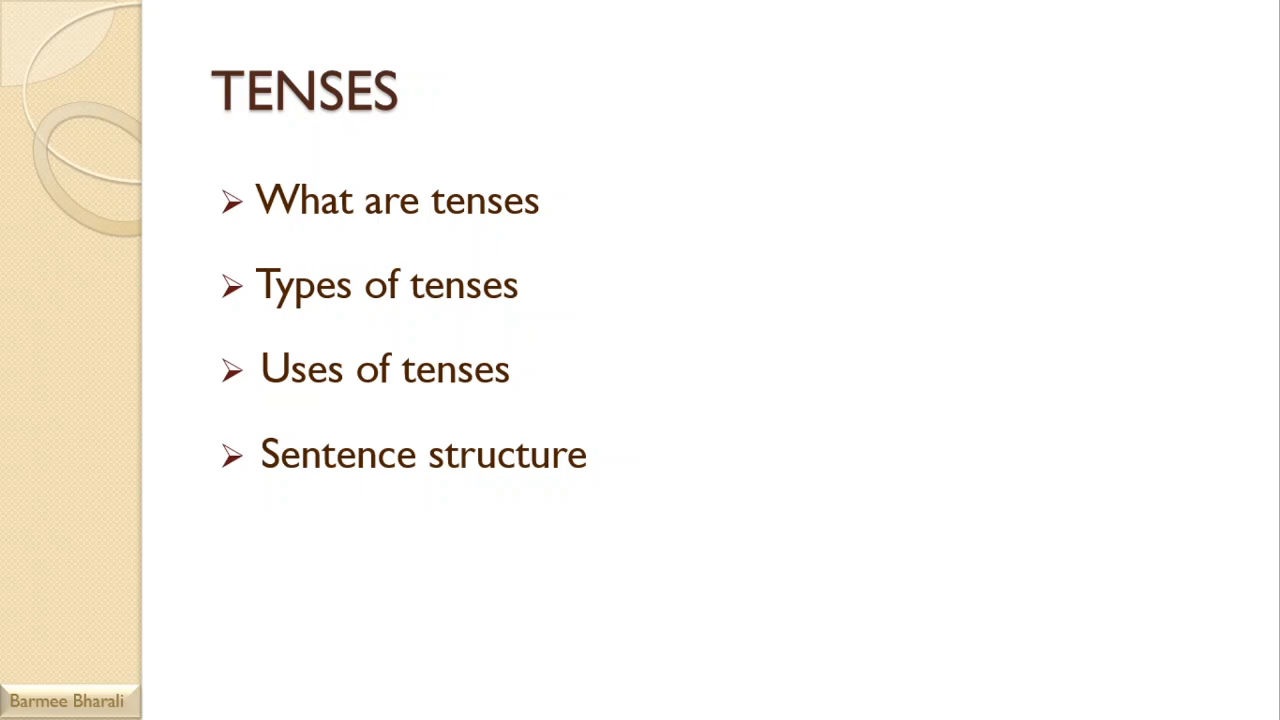 TENSES
What are tenses
Types of tenses
Uses of tenses
Sentence structure
Barmee Bharali